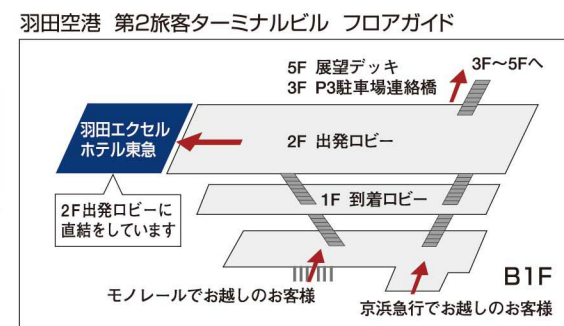 羽田空港 第2旅客ターミナルビル フロアガイド
5F 展望デッキ
3F P3駐車場連絡橋
3F〜5Fへ
羽田エクセル
ホテル東急
2F 出発ロビー
2F出発ロビーに
直結をしています
1F 到着ロビー
B1F
モノレールでお越しのお客様
京浜急行でお越しのお客様